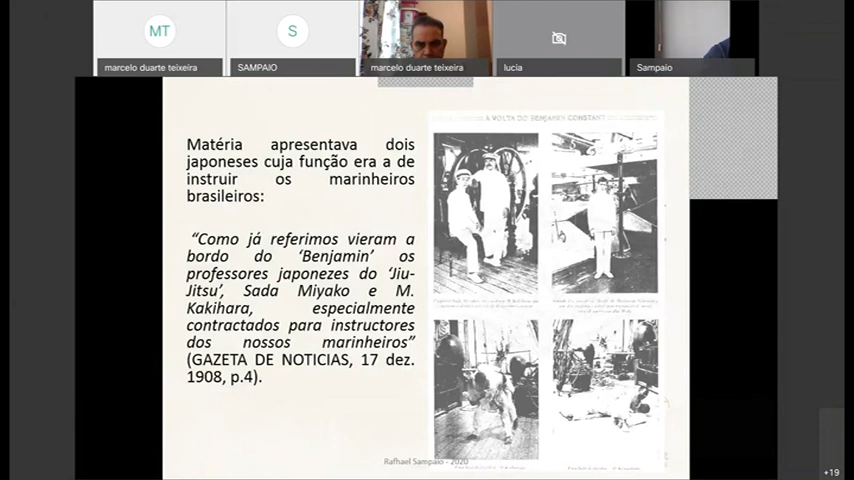 MT
S
marcelo duarte teixeira
SAMPAIO
marcelo duarte teixeira
lucia
Sampaio
A VOLTA DO BENJAMIN CONSTANT
Matéria apresentava dois
japoneses cuja função era a de
instruir os marinheiros
brasileiros:
“Como já referimos vieram a
bordo do ‘Benjamin’ os
professores japonezes do ‘Jiu-
Jitsu’, Sada Miyako e M.
Kakihara, especialmente
contractados para instructores
dos nossos marinheiros”
(GAZETA DE NOTICIAS, 17 dez.
1908, p.4).
Rafhael Sampaio - 2020
+19